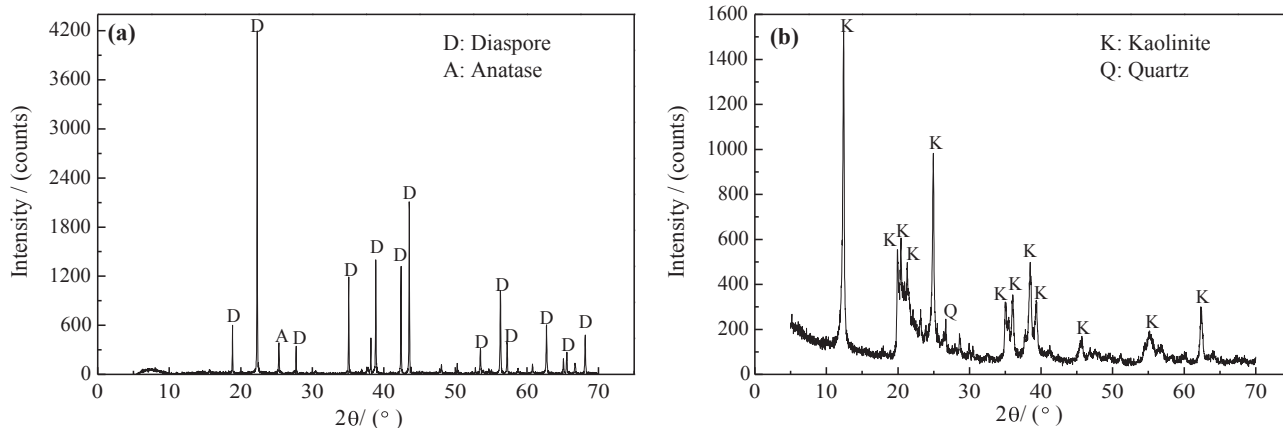 (a)
D: Diaspore
A: Anatase
Intensity / (counts)
4200
3600
3000
2400
1800
1200
600
0
D
D
A
D
D
D
D
D
D
D
D
D
D
0 10 20 30 40 50 60 70
2θ/ (°)
(b)
K: Kaolinite
Q: Quartz
Intensity / (counts)
1600
1400
1200
1000
800
600
400
200
0
K
K
K
K
K
Q
K
K
K
K
K
K
K
0 10 20 30 40 50 60 70
2θ/ (°)